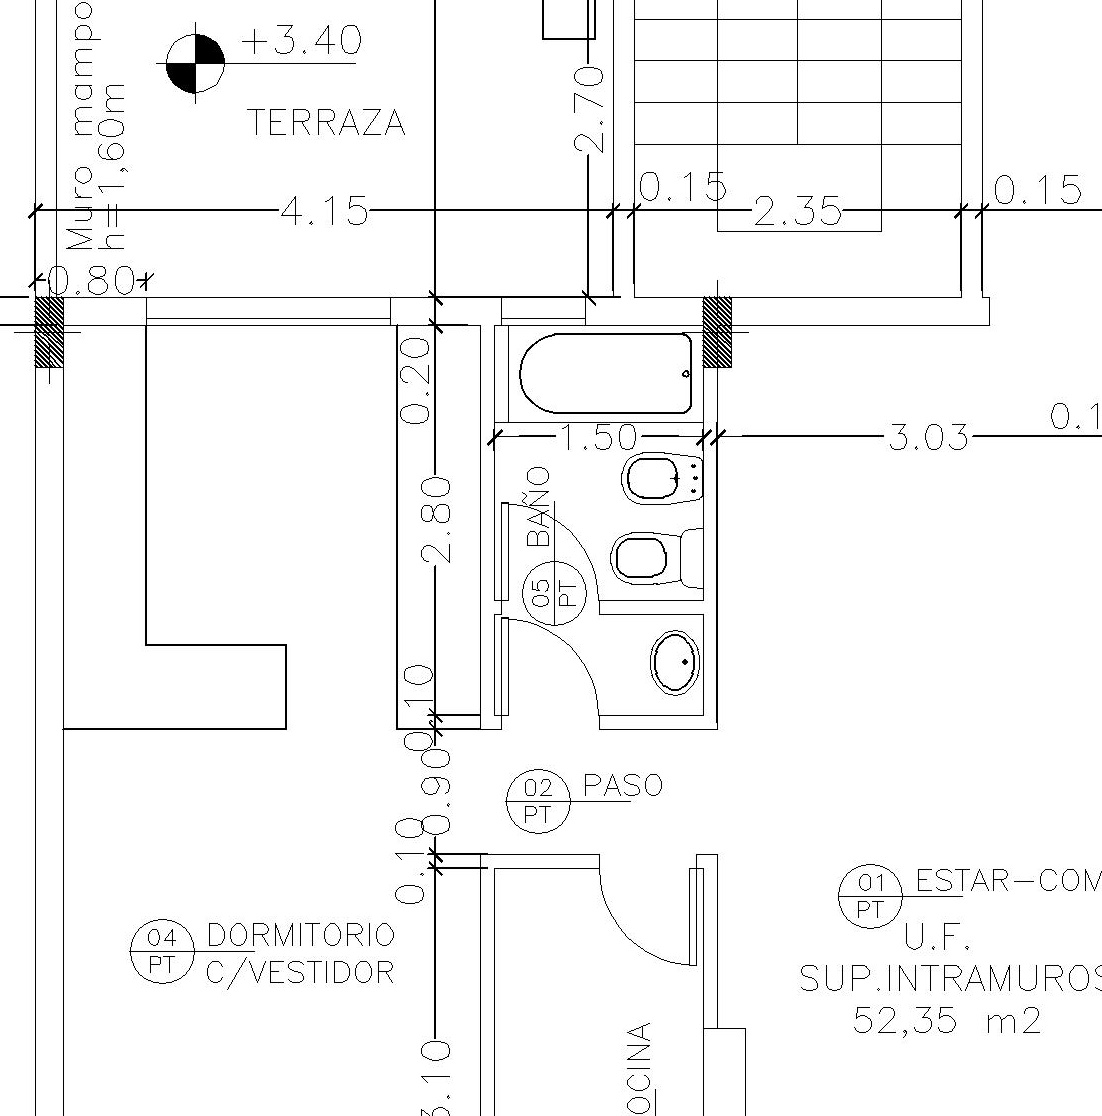 +3.40
TERRAZA
Muro mampo
h=1,60m
2.70
0.15
0.15
4.15
2.35
0.80
0.20
0.1
1.50
3.03
2.80
BAÑO
05
PT
0.10
0.90
02
PT
PASO
0.10
01
PT
ESTAR-COM
U.F.
SUP.INTRAMUROS
52,35 m2
04
PT
DORMITORIO
C/VESTIDOR
3.10
OCINA